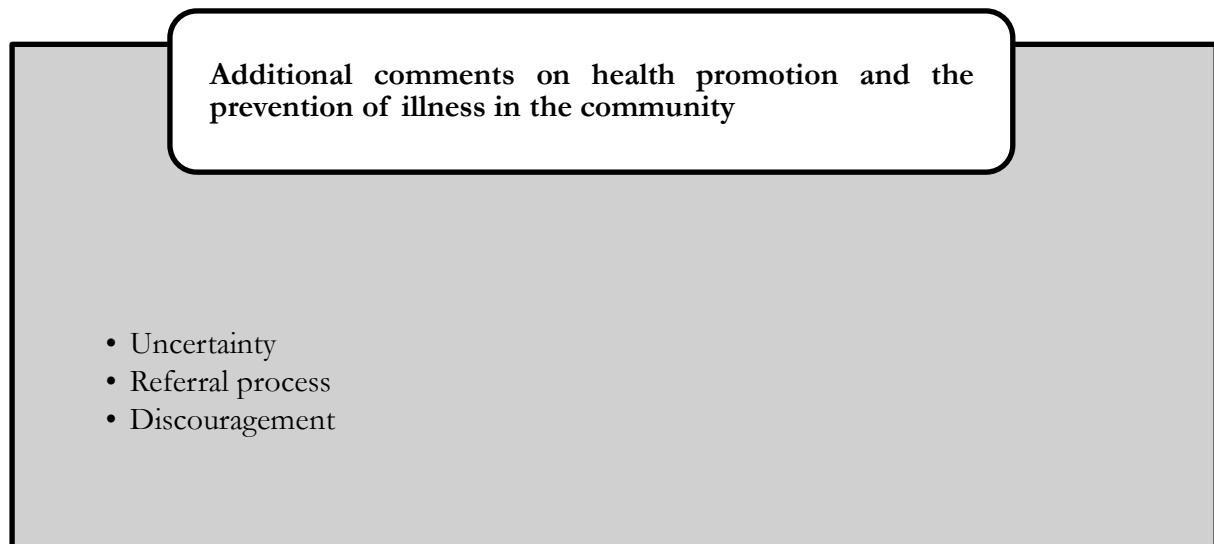 Additional comments on health promotion and the
prevention of illness in the community
• Uncertainty
• Referral process
• Discouragement